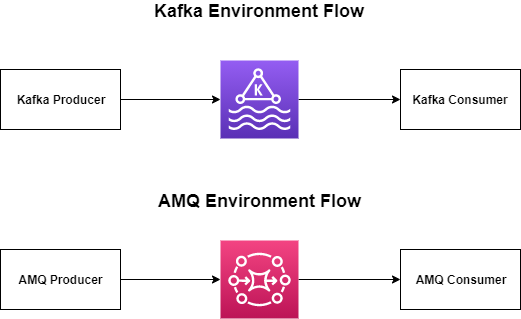 Kafka Environment Flow
Kafka Producer
K
Kafka Consumer
AMQ Environment Flow
AMQ Producer
AMQ Consumer